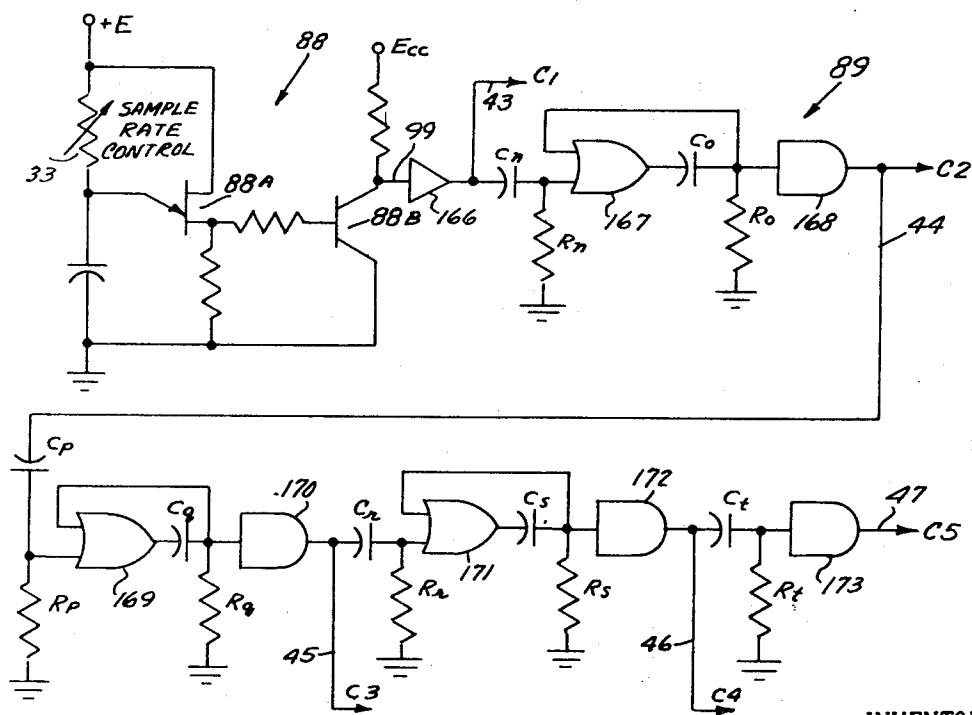 +E
88
Ecc
C1
43
89
SAMPLE
RATE
CONTROL
33
99
Cn
Co
C2
88A
88B
166
167
168
Rn
Ro
44
Cp
.170
172
Cq
Cr
Cs
Ct
47
C5
169
171
173
Rp
Rq
Rr
Rs
Rt
45
46
C3
C4